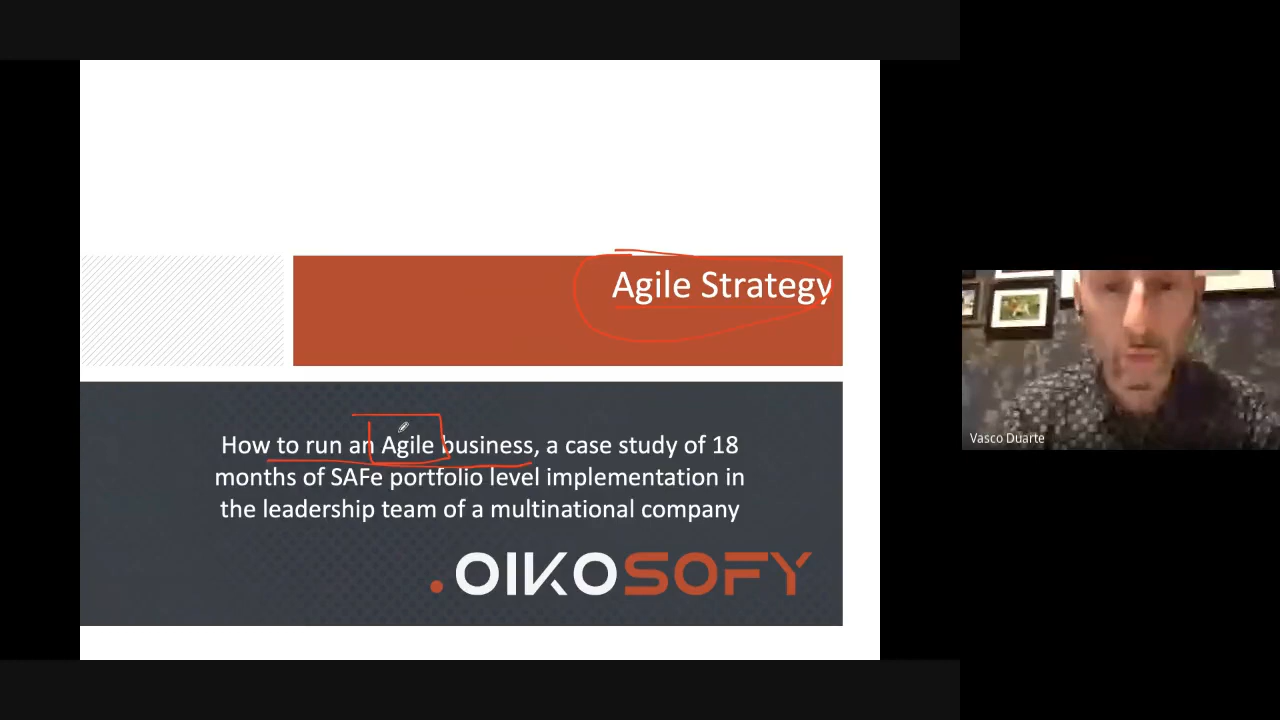 Agile Strategy
How to run an Agile business, a case study of 18
months of SAFe portfolio level implementation in
the leadership team of a multinational company
.OIKOSOFY
Vasco Duarte